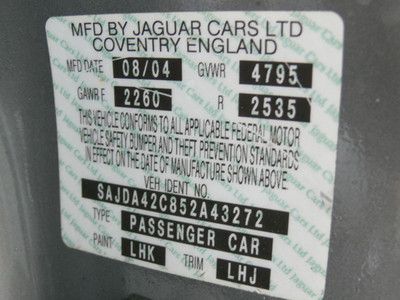 MFD BY JAGUAR CARS LTD
COVENTRY ENGLAND
MFD DATE 08/04 GVWR 4795
GAWR F 2260 R 2535
THIS VEHICLE CONFORMS TO ALL APPLICABLE FEDERAL MOTOR
VEHICLE SAFETY BUMPER AND THEFT PREVENTION STANDARDS
IN EFFECT ON THE DATE OF MANUFACTURE SHOWN ABOVE.
VEH IDENT NO.
SAJDA42C852A43272
TYPE PASSENGER CAR
PAINT LHK TRIM LHJ